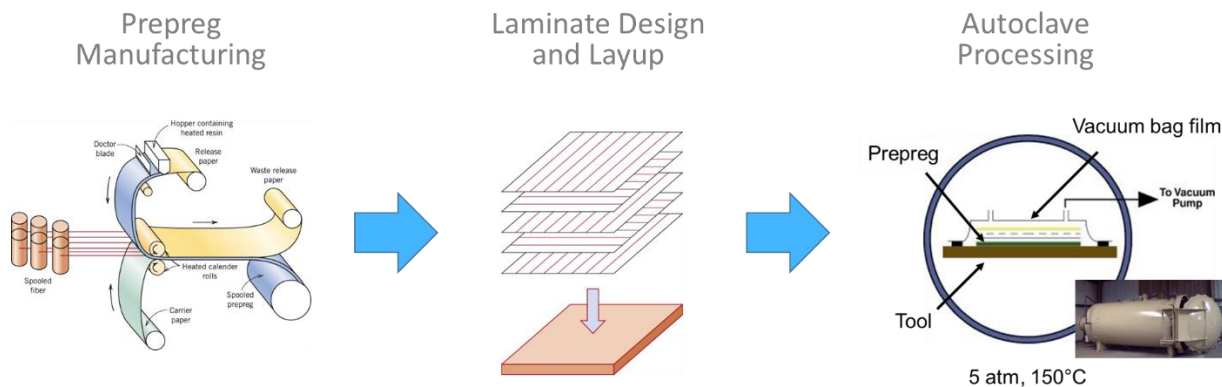 Prepreg
Manufacturing
Laminate Design
and Layup
Autoclave
Processing
Hopper containing
heated resin
Doctor
blade
Release
paper
Waste release
paper
Heated calender
rolls
Spooled
fiber
Spooled
prepreg
Carrier
paper
Vacuum bag film
Prepreg
To Vacuum
Pump
Tool
5 atm, 150°C